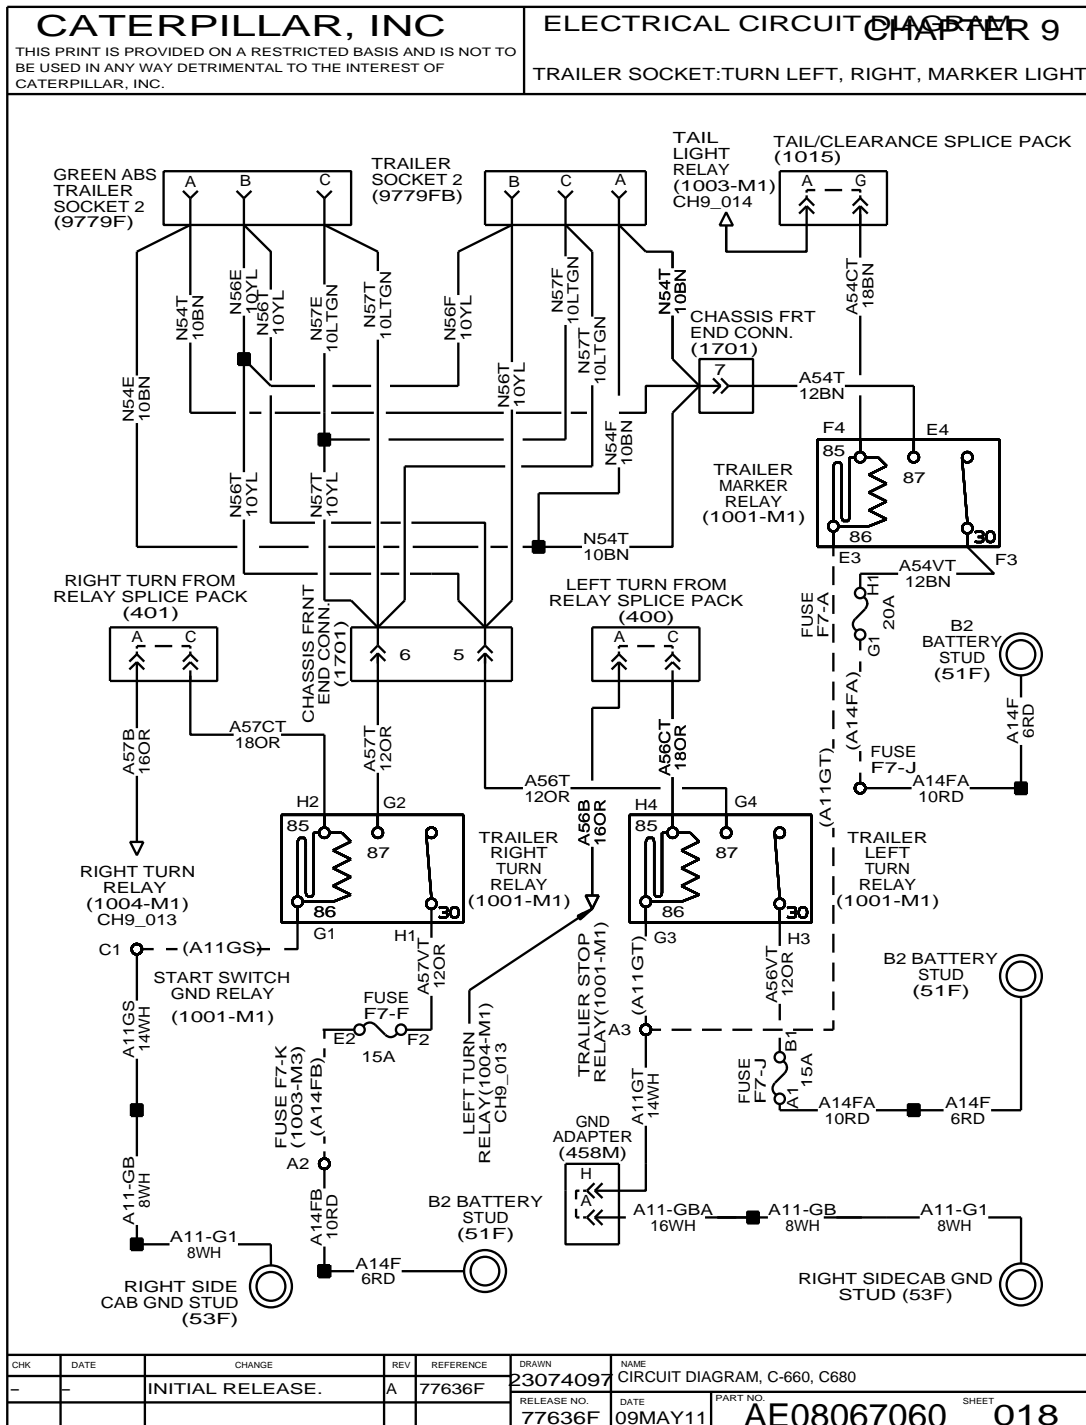 CATERPILLAR, INC
THIS PRINT IS PROVIDED ON A RESTRICTED BASIS AND IS NOT TO
BE USED IN ANY WAY DETRIMENTAL TO THE INTEREST OF
CATERPILLAR, INC.
ELECTRICAL CIRCUIT DIAGRAM
CHAPTER 9
TRAILER SOCKET:TURN LEFT, RIGHT, MARKER LIGHT
GREEN ABS
TRAILER
SOCKET 2
(9779F)
A B C
TRAILER
SOCKET 2
(9779FB)
B C A
TAIL
LIGHT
RELAY
(1003-M1)
CH9_014
TAIL/CLEARANCE SPLICE PACK
(1015)
A G
N54E
10BN
N54T
10BN
N56E
10YL
N56T
10YL
N57E
10LTGN
N57T
10LTGN
N56F
10YL
N56T
10YL
N57F
10LTGN
N57T
10LTGN
N54F
10BN
N54T
10BN
A54CT
18BN
CHASSIS FRT
END CONN.
(1701)
7
A54T
12BN
N56T
10YL
N57T
10YL
N54T
10BN
F4 E4
85
87
86
30
E3 F3
TRAILER
MARKER
RELAY
(1001-M1)
A54VT
12BN
FUSE
F7-A
H1
20A
G1
(A14FA)
FUSE
F7-J
B2
BATTERY
STUD
(51F)
A14F
6RD
A14FA
10RD
(A11GT)
RIGHT TURN FROM
RELAY SPLICE PACK
(401)
A C
CHASSIS FRNT
END CONN.
(1701)
6 5
LEFT TURN FROM
RELAY SPLICE PACK
(400)
A C
A57B
16OR
A57CT
18OR
A57T
12OR
A56T
12OR
A56B
16OR
A56CT
18OR
H2 G2
85
87
86
30
G1 H1
TRAILER
RIGHT
TURN
RELAY
(1001-M1)
H4 G4
85
87
86
30
G3 H3
TRAILER
LEFT
TURN
RELAY
(1001-M1)
RIGHT TURN
RELAY
(1004-M1)
CH9_013
C1
(A11GS)
START SWITCH
GND RELAY
(1001-M1)
A11GS
14WH
A11-GB
8WH
A11-G1
8WH
RIGHT SIDE
CAB GND STUD
(53F)
A57VT
12OR
FUSE
F7-F
E2 F2
15A
FUSE F7-K
(1003-M3)
(A14FB)
A2
A14FB
10RD
A14F
6RD
B2 BATTERY
STUD
(51F)
LEFT TURN
RELAY(1004-M1)
CH9_013
TRALIER STOP
RELAY(1001-M1)
(A11GT)
A3
A11GT
14WH
GND
ADAPTER
(458M)
H
A
A11-GBA
16WH
A11-GB
8WH
A11-G1
8WH
RIGHT SIDECAB GND
STUD (53F)
A56VT
12OR
FUSE
F7-J
B1
15A
A1
A14FA
10RD
A14F
6RD
B2 BATTERY
STUD
(51F)
CHK DATE CHANGE REV REFERENCE
- - INITIAL RELEASE. A 77636F
DRAWN
23074097
NAME
CIRCUIT DIAGRAM, C-660, C680
RELEASE NO.
77636F
DATE
09MAY11
PART NO.
AE08067060
SHEET
018